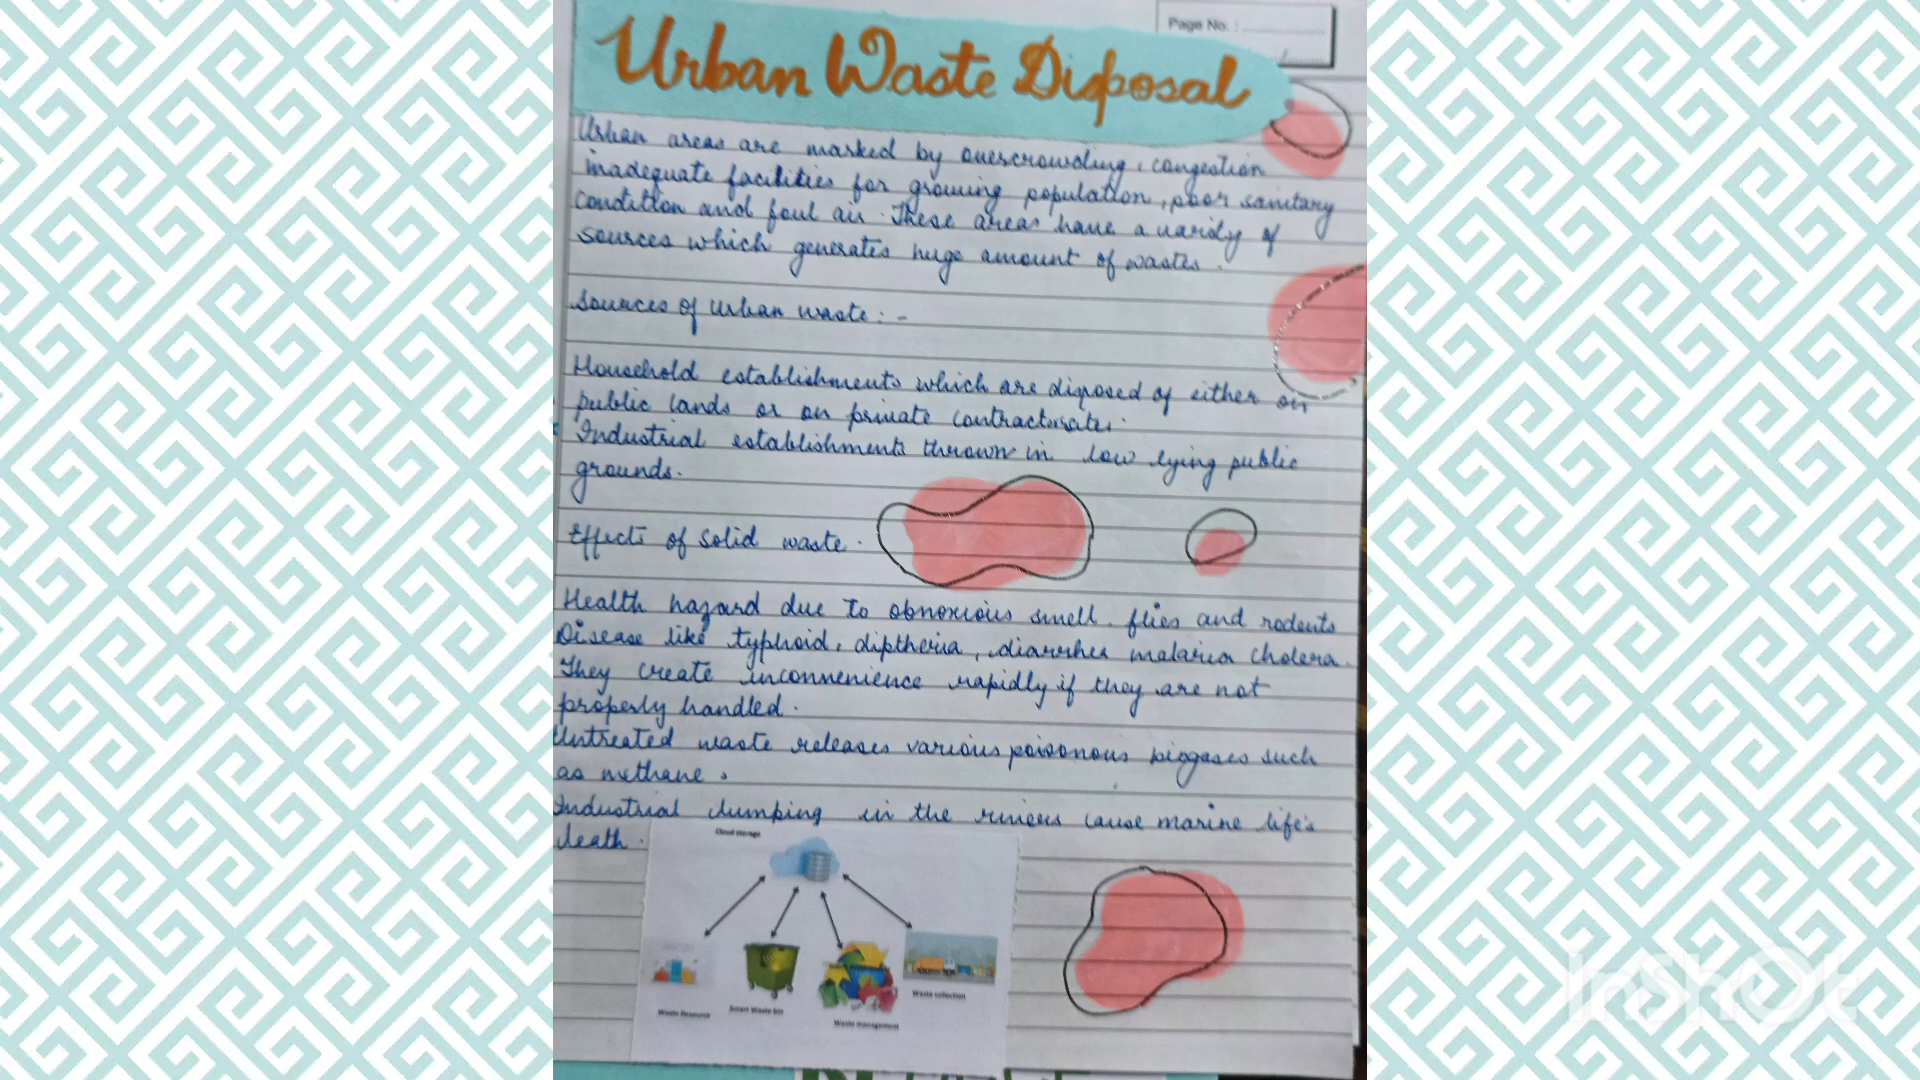 Page No. :
Urban Waste Disposal
Urban areas are marked by overcrowding, congestion
inadequate facilities for growing population, poor sanitary
condition and foul air. These areas have a variety of
sources which generates huge amount of wastes.
Sources of urban waste: -
Household establishments which are disposed of either on
public lands or on private
Industrial establishments thrown in low lying public
grounds.
Effects of solid waste.
Health hazard due to obnoxious smell. flies and rodents
Disease like typhoid, diptheria, diarrhea malaria cholera.
They create inconvenience rapidly if they are not
properly handled.
Untreated waste releases various poisonous biogases such
as methane.
Industrial dumping in the rivers cause marine life's
death.
Cloud storage
Waste Resource
Smart Waste bin
Waste management
Waste collection
InShOt